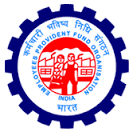 कर्मचारी भविष्य निधि संगठन
EMPLOYEES PROVIDENT FUND ORGANISATION
INDIA
भारत